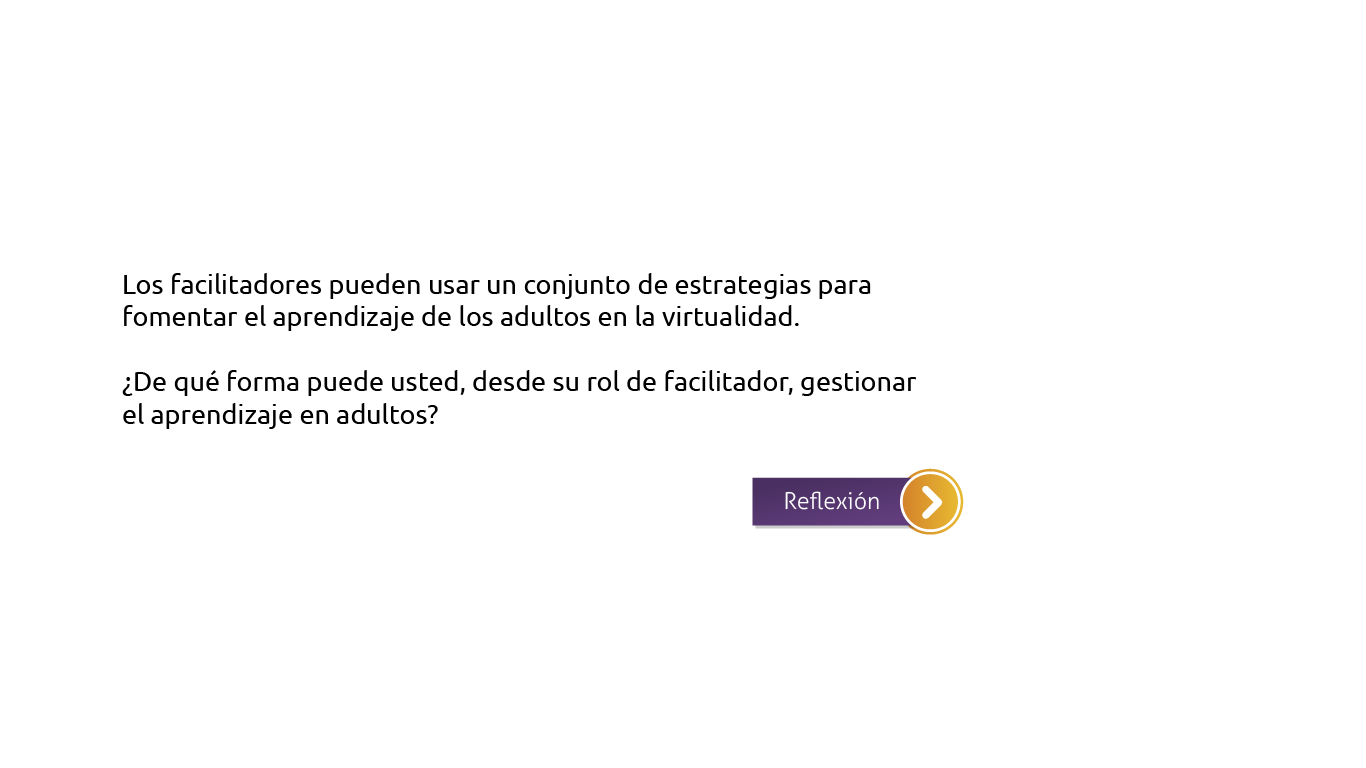 Los facilitadores pueden usar un conjunto de estrategias para
fomentar el aprendizaje de los adultos en la virtualidad.
¿De qué forma puede usted, desde su rol de facilitador, gestionar
el aprendizaje en adultos?
Reflexión